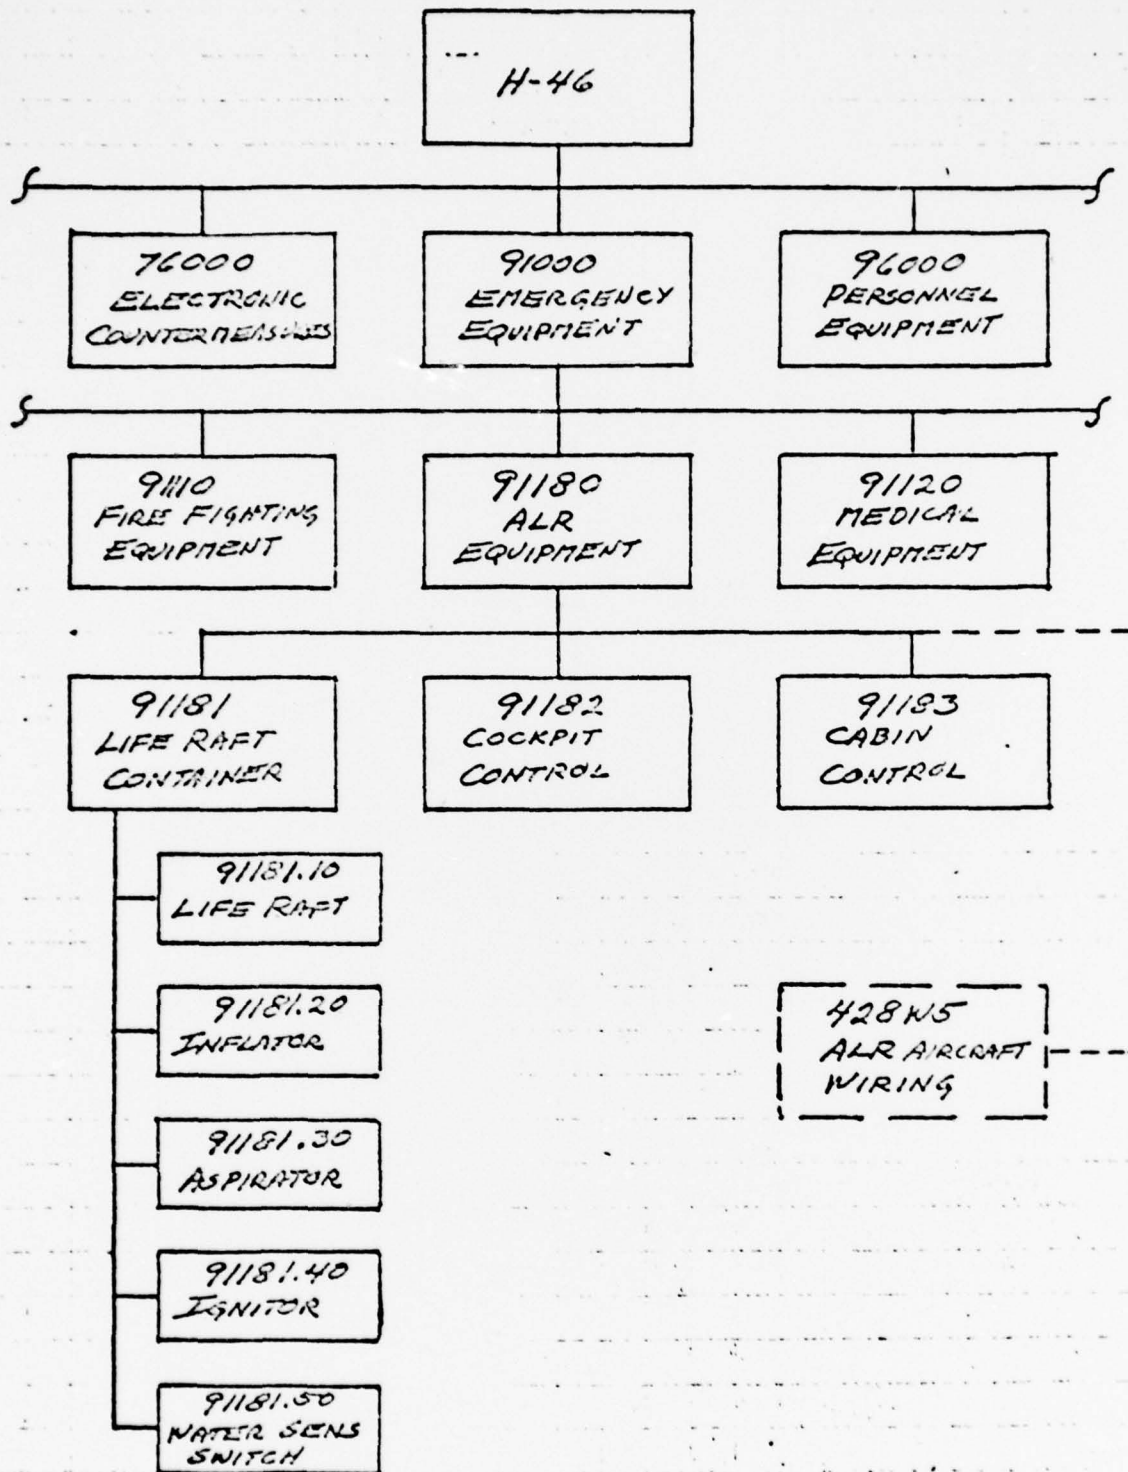 H-46
76000
ELECTRONIC
COUNTERMEASURES
91000
EMERGENCY
EQUIPMENT
96000
PERSONNEL
EQUIPMENT
91110
FIRE FIGHTING
EQUIPMENT
91180
ALR
EQUIPMENT
91120
MEDICAL
EQUIPMENT
91181
LIFE RAFT
CONTAINER
91182
COCKPIT
CONTROL
91183
CABIN
CONTROL
91181.10
LIFE RAFT
91181.20
INFLATOR
428W5
ALR AIRCRAFT
WIRING
91181.30
ASPIRATOR
91181.40
IGNITOR
91181.50
WATER SENS
SWITCH